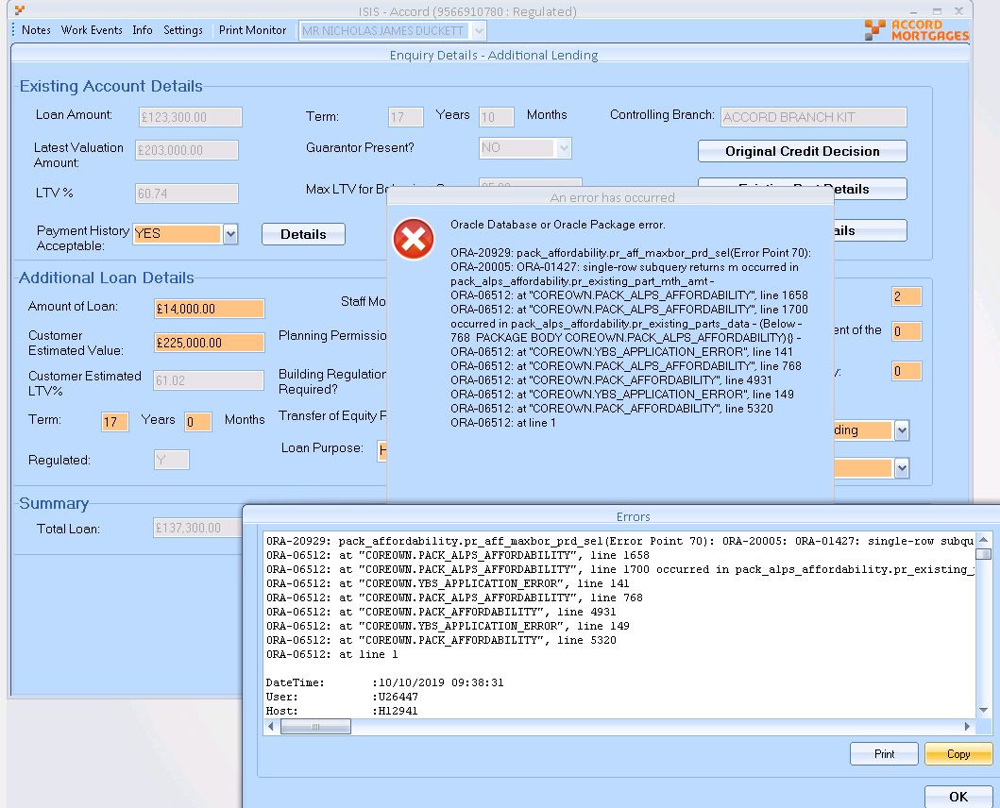 ISIS - Accord (9566910780 : Regulated)
Notes Work Events Info Settings Print Monitor MR NICHOLAS JAMES DUCKETT ACCORD MORTGAGES
Enquiry Details - Additional Lending
Existing Account Details
Loan Amount: £123,300.00 Term: 17 Years 10 Months Controlling Branch: ACCORD BRANCH KIT
Latest Valuation Amount: £203,000.00 Guarantor Present? NO Original Credit Decision
LTV % 60.74 Max LTV for Details
Payment History Acceptable: YES Details
An error has occurred
Oracle Database or Oracle Package error.
ORA-20929: pack_affordability.pr_aff_maxbor_prd_sel(Error Point 70):
ORA-20005: ORA-01427: single-row subquery returns m occurred in
pack_alps_affordability.pr_existing_part_mth_amt -
ORA-06512: at "COREOWN.PACK_ALPS_AFFORDABILITY", line 1658
ORA-06512: at "COREOWN.PACK_ALPS_AFFORDABILITY", line 1700
occurred in pack_alps_affordability.pr_existing_parts_data - (Below -
768 PACKAGE BODY COREOWN.PACK_ALPS_AFFORDABILITY){} -
ORA-06512: at "COREOWN.YBS_APPLICATION_ERROR", line 141
ORA-06512: at "COREOWN.PACK_ALPS_AFFORDABILITY", line 768
ORA-06512: at "COREOWN.PACK_AFFORDABILITY", line 4931
ORA-06512: at "COREOWN.YBS_APPLICATION_ERROR", line 149
ORA-06512: at "COREOWN.PACK_AFFORDABILITY", line 5320
ORA-06512: at line 1
Additional Loan Details
Amount of Loan: £14,000.00 Staff Mo 2
Customer Estimated Value: £225,000.00 Planning Permissio ent of the 0
Customer Estimated LTV% 61.02 Building Regulation Required? y: 0
Term: 17 Years 0 Months Transfer of Equity P ding
Regulated: Y Loan Purpose: H
Summary
Total Loan: £137,300.00
Errors
ORA-20929: pack_affordability.pr_aff_maxbor_prd_sel(Error Point 70): ORA-20005: ORA-01427: single-row subqu
ORA-06512: at "COREOWN.PACK_ALPS_AFFORDABILITY", line 1658
ORA-06512: at "COREOWN.PACK_ALPS_AFFORDABILITY", line 1700 occurred in pack_alps_affordability.pr_existing_
ORA-06512: at "COREOWN.YBS_APPLICATION_ERROR", line 141
ORA-06512: at "COREOWN.PACK_ALPS_AFFORDABILITY", line 768
ORA-06512: at "COREOWN.PACK_AFFORDABILITY", line 4931
ORA-06512: at "COREOWN.YBS_APPLICATION_ERROR", line 149
ORA-06512: at "COREOWN.PACK_AFFORDABILITY", line 5320
ORA-06512: at line 1
DateTime: :10/10/2019 09:38:31
User: :U26447
Host: :H12941
Print Copy
OK